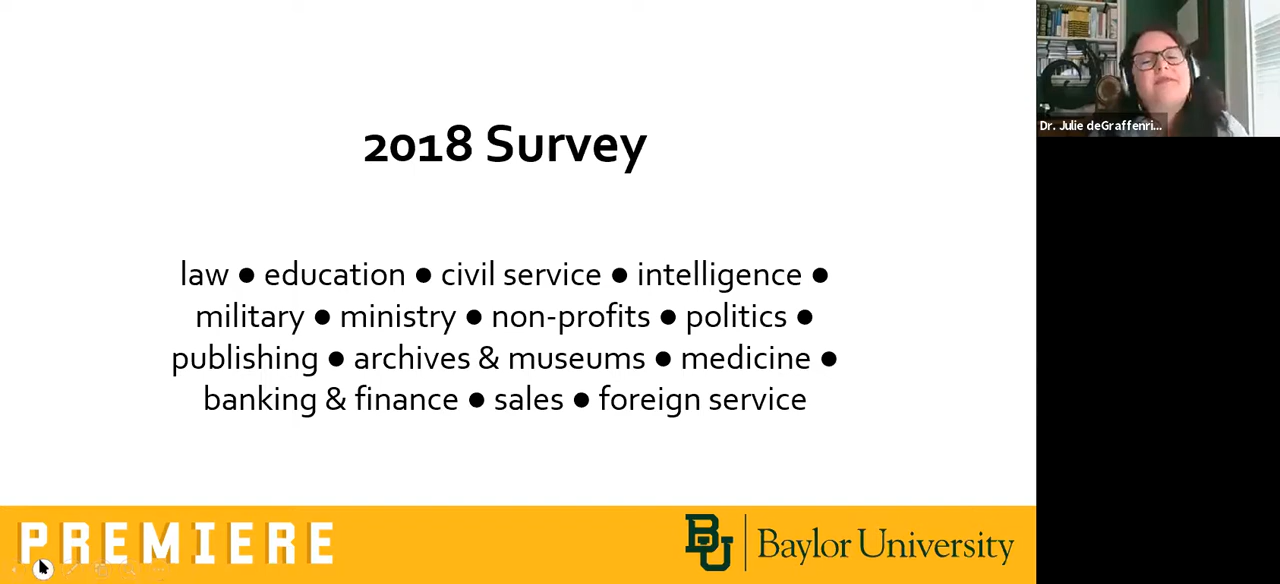 2018 Survey
law ● education ● civil service ● intelligence ●
military ● ministry ● non-profits ● politics ●
publishing ● archives & museums ● medicine ●
banking & finance ● sales ● foreign service
PREMIERE
BU
Baylor University
Dr. Julie deGraffenri...